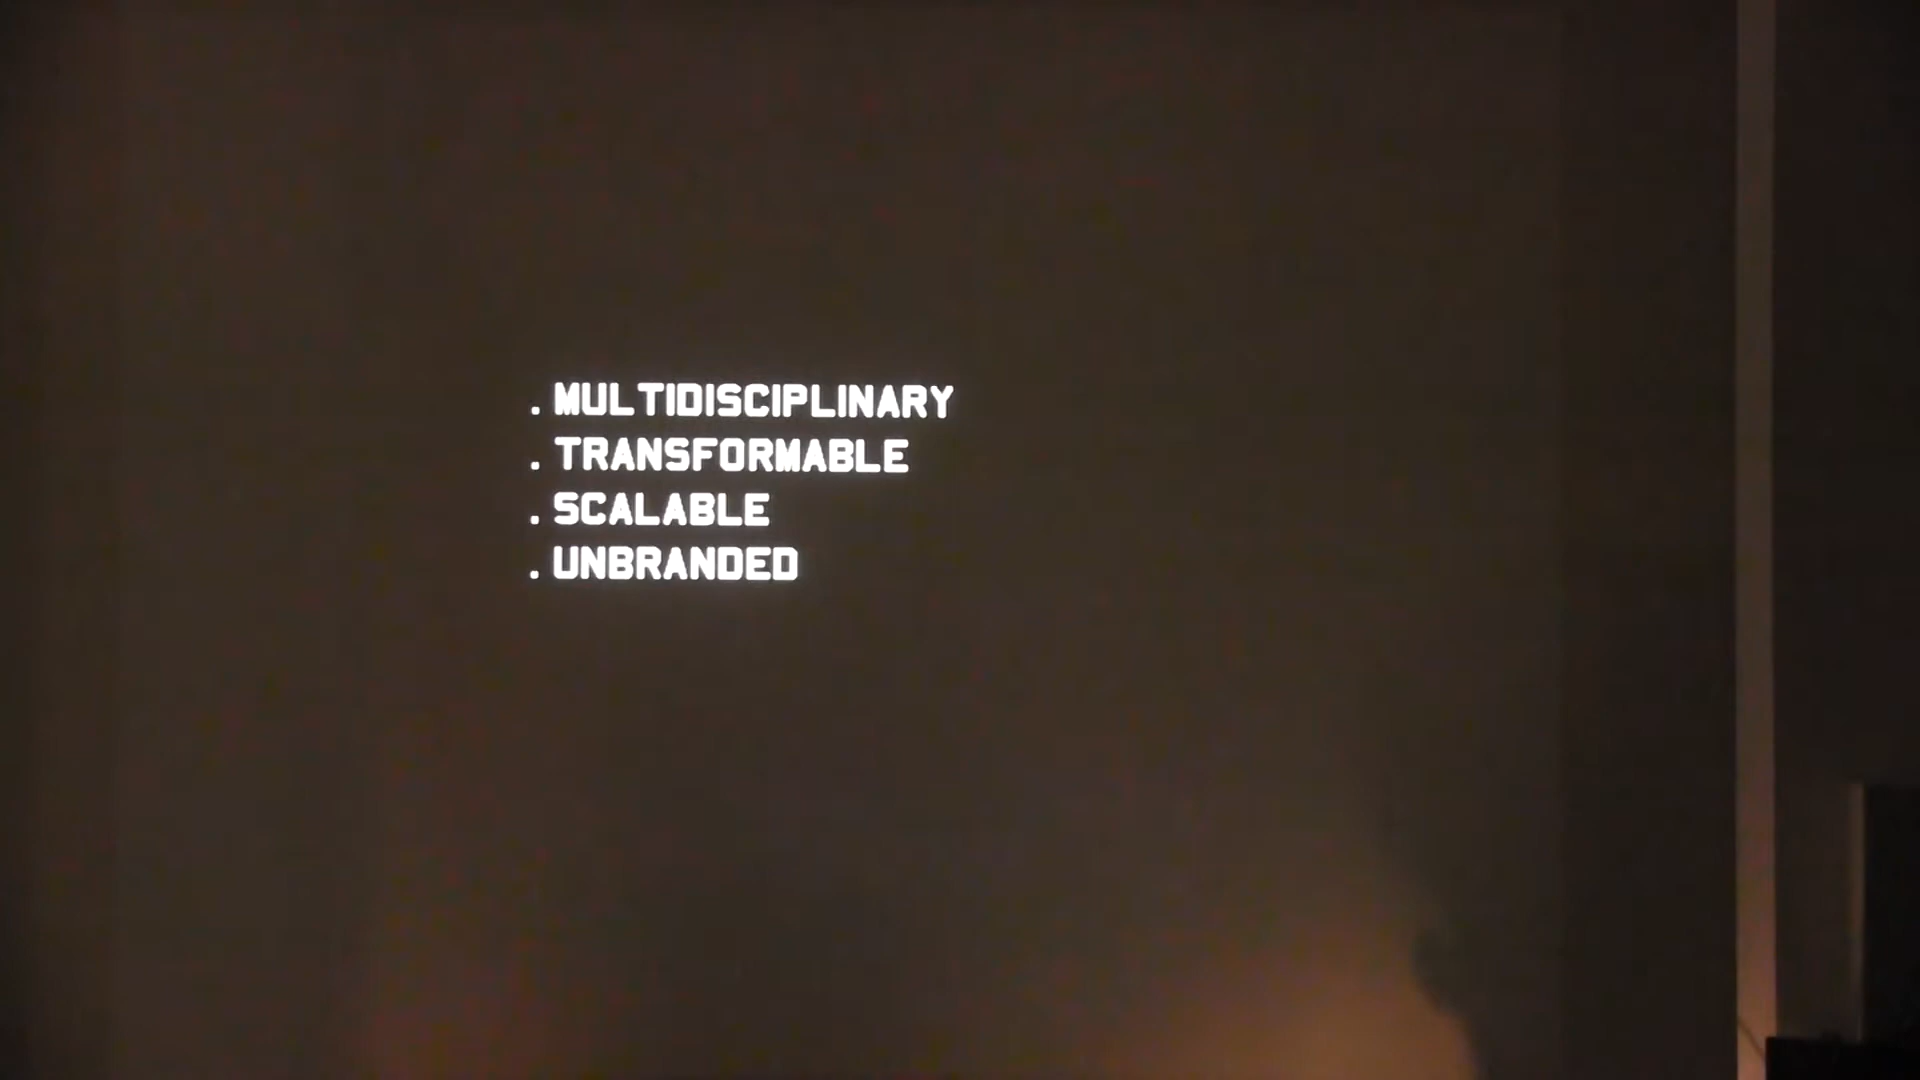 . MULTIDISCIPLINARY
. TRANSFORMABLE
. SCALABLE
. UNBRANDED